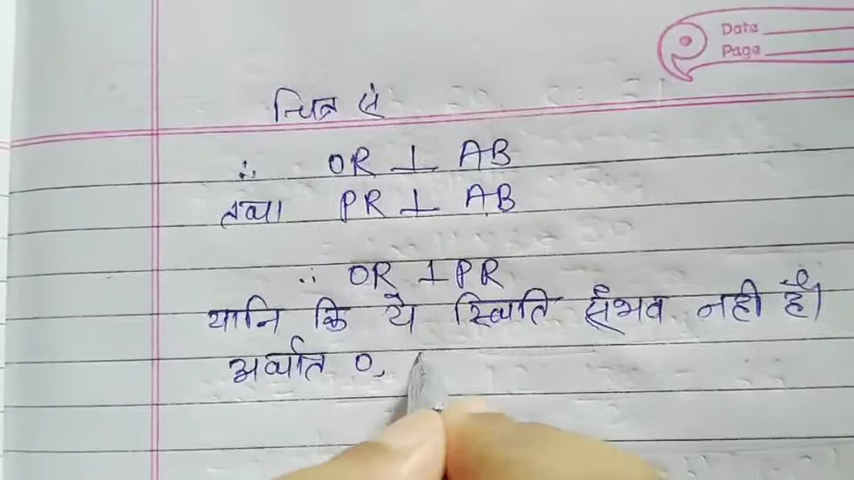 Date
Page
चित्र से
∴ OR ⊥ AB
तथा PR ⊥ AB
∴ OR ⊥ PR
यानि कि ये स्थिति संभव नही है।
अर्थात O,